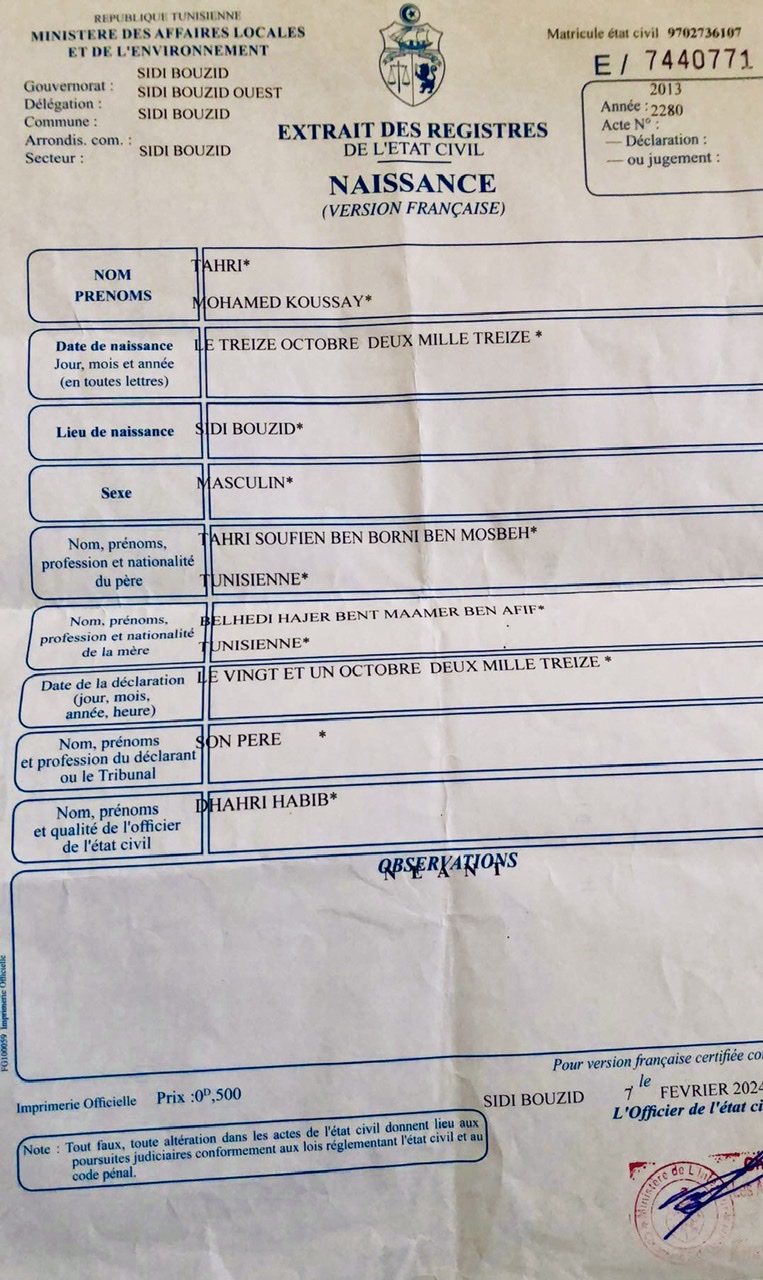 REPUBLIQUE TUNISIENNE
MINISTERE DES AFFAIRES LOCALES
ET DE L'ENVIRONNEMENT
Gouvernorat : SIDI BOUZID
Délégation : SIDI BOUZID OUEST
Commune : SIDI BOUZID
Arrondis. com. :
Secteur : SIDI BOUZID
EXTRAIT DES REGISTRES
DE L'ETAT CIVIL
NAISSANCE
(VERSION FRANÇAISE)
Matricule état civil 9702736107
E / 7440771
2013
Année : 2280
Acte N° :
— Déclaration :
— ou jugement :
NOM TAHRI*
PRENOMS MOHAMED KOUSSAY*
Date de naissance LE TREIZE OCTOBRE DEUX MILLE TREIZE *
Jour, mois et année
(en toutes lettres)
Lieu de naissance SIDI BOUZID*
Sexe MASCULIN*
Nom, prénoms, TAHRI SOUFIEN BEN BORNI BEN MOSBEH*
profession et nationalité
du père TUNISIENNE*
Nom, prénoms, BELHEDI HAJER BENT MAAMER BEN AFIF*
profession et nationalité TUNISIENNE*
de la mère
Date de la déclaration LE VINGT ET UN OCTOBRE DEUX MILLE TREIZE *
(jour, mois,
année, heure)
Nom, prénoms SON PERE *
et profession du déclarant
ou le Tribunal
Nom, prénoms DHAHRI HABIB*
et qualité de l'officier
de l'état civil
OBSERVATIONS
N E A N T
FG100059 Imprimerie Officielle
Pour version française certifiée
Imprimerie Officielle Prix :0ᴰ,500
SIDI BOUZID 7 le FEVRIER 2024
L'Officier de l'état
Note : Tout faux, toute altération dans les actes de l'état civil donnent lieu aux
poursuites judiciaires conformement aux lois réglementant l'état civil et au
code pénal.
Ministère de L'